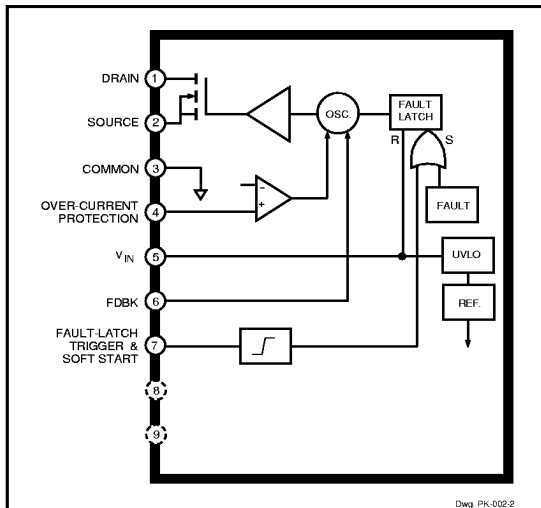 DRAIN 1
SOURCE 2
COMMON 3
OVER-CURRENT
PROTECTION 4
VIN 5
FDBK 6
FAULT-LATCH
TRIGGER &
SOFT START 7
8
9
OSC.
FAULT
LATCH
R S
FAULT
UVLO
REF.
−
+
Dwg. PK-002-2